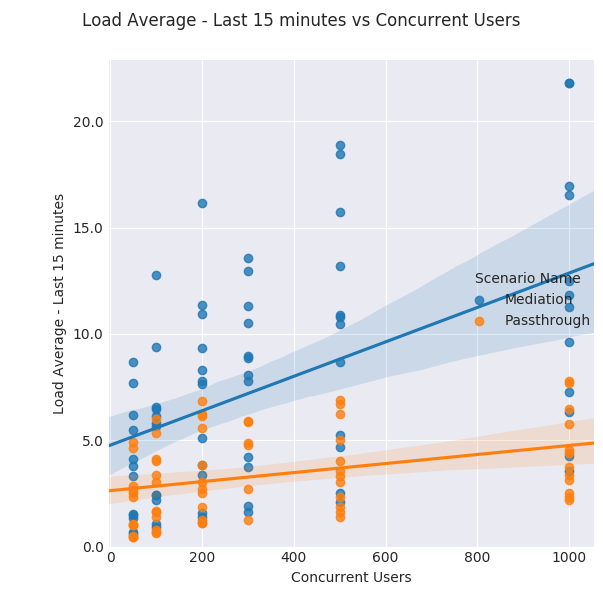 Load Average - Last 15 minutes vs Concurrent Users
Load Average - Last 15 minutes
20.0
15.0
10.0
5.0
0.0
Scenario Name
Mediation
Passthrough
0 200 400 600 800 1000
Concurrent Users